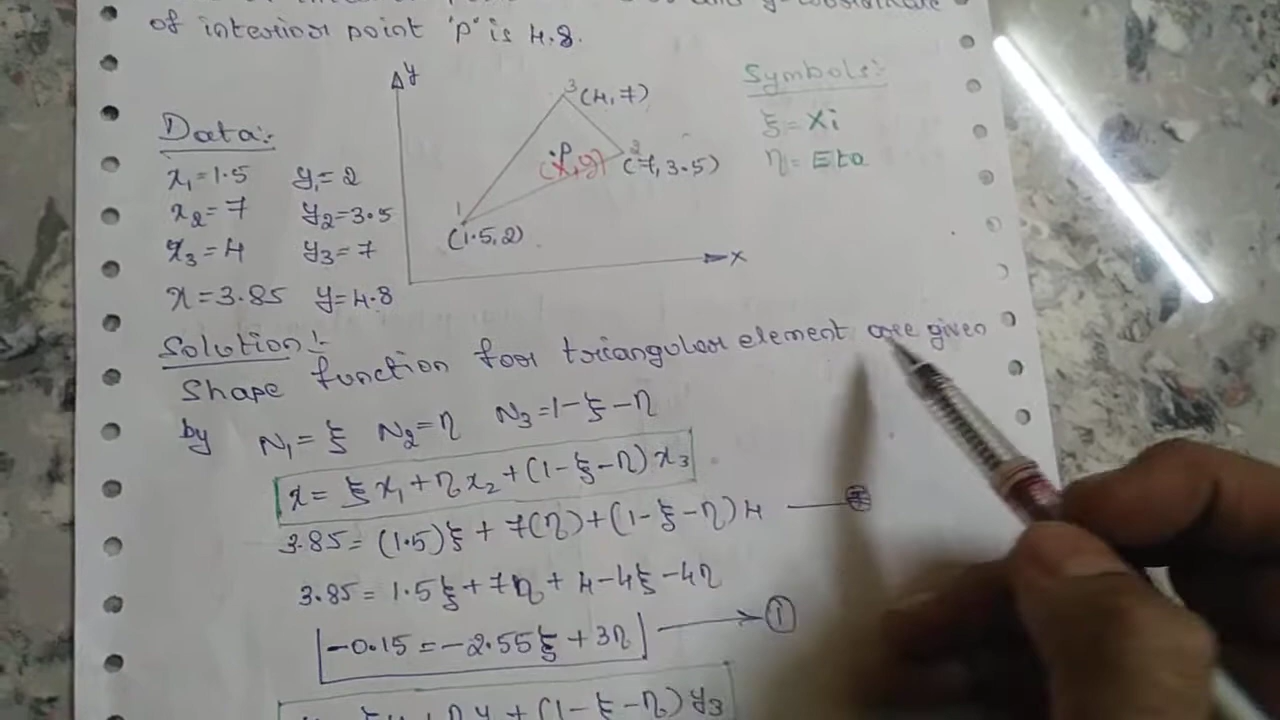 and y-coordinate
of interior point 'P' is 4.8.
Symbols:-
ξ = Xi
η = Eta
y
3 (4, 7)
P
(x, y)
2
(7, 3.5)
1
(1.5, 2)
x
Data:-
x₁=1.5 y₁=2
x₂=7 y₂=3.5
x₃=4 y₃=7
x=3.85 y=4.8
Solution:-
Shape function for triangular element are given
by N₁=ξ N₂=η N₃=1-ξ-η
x= ξx₁+ηx₂+(1-ξ-η)x₃
3.85= (1.5)ξ+7(η)+(1-ξ-η)4
3.85= 1.5ξ+7η+4-4ξ-4η
-0.15=-2.55ξ+3η → ①
+(1-ξ-η)y₃